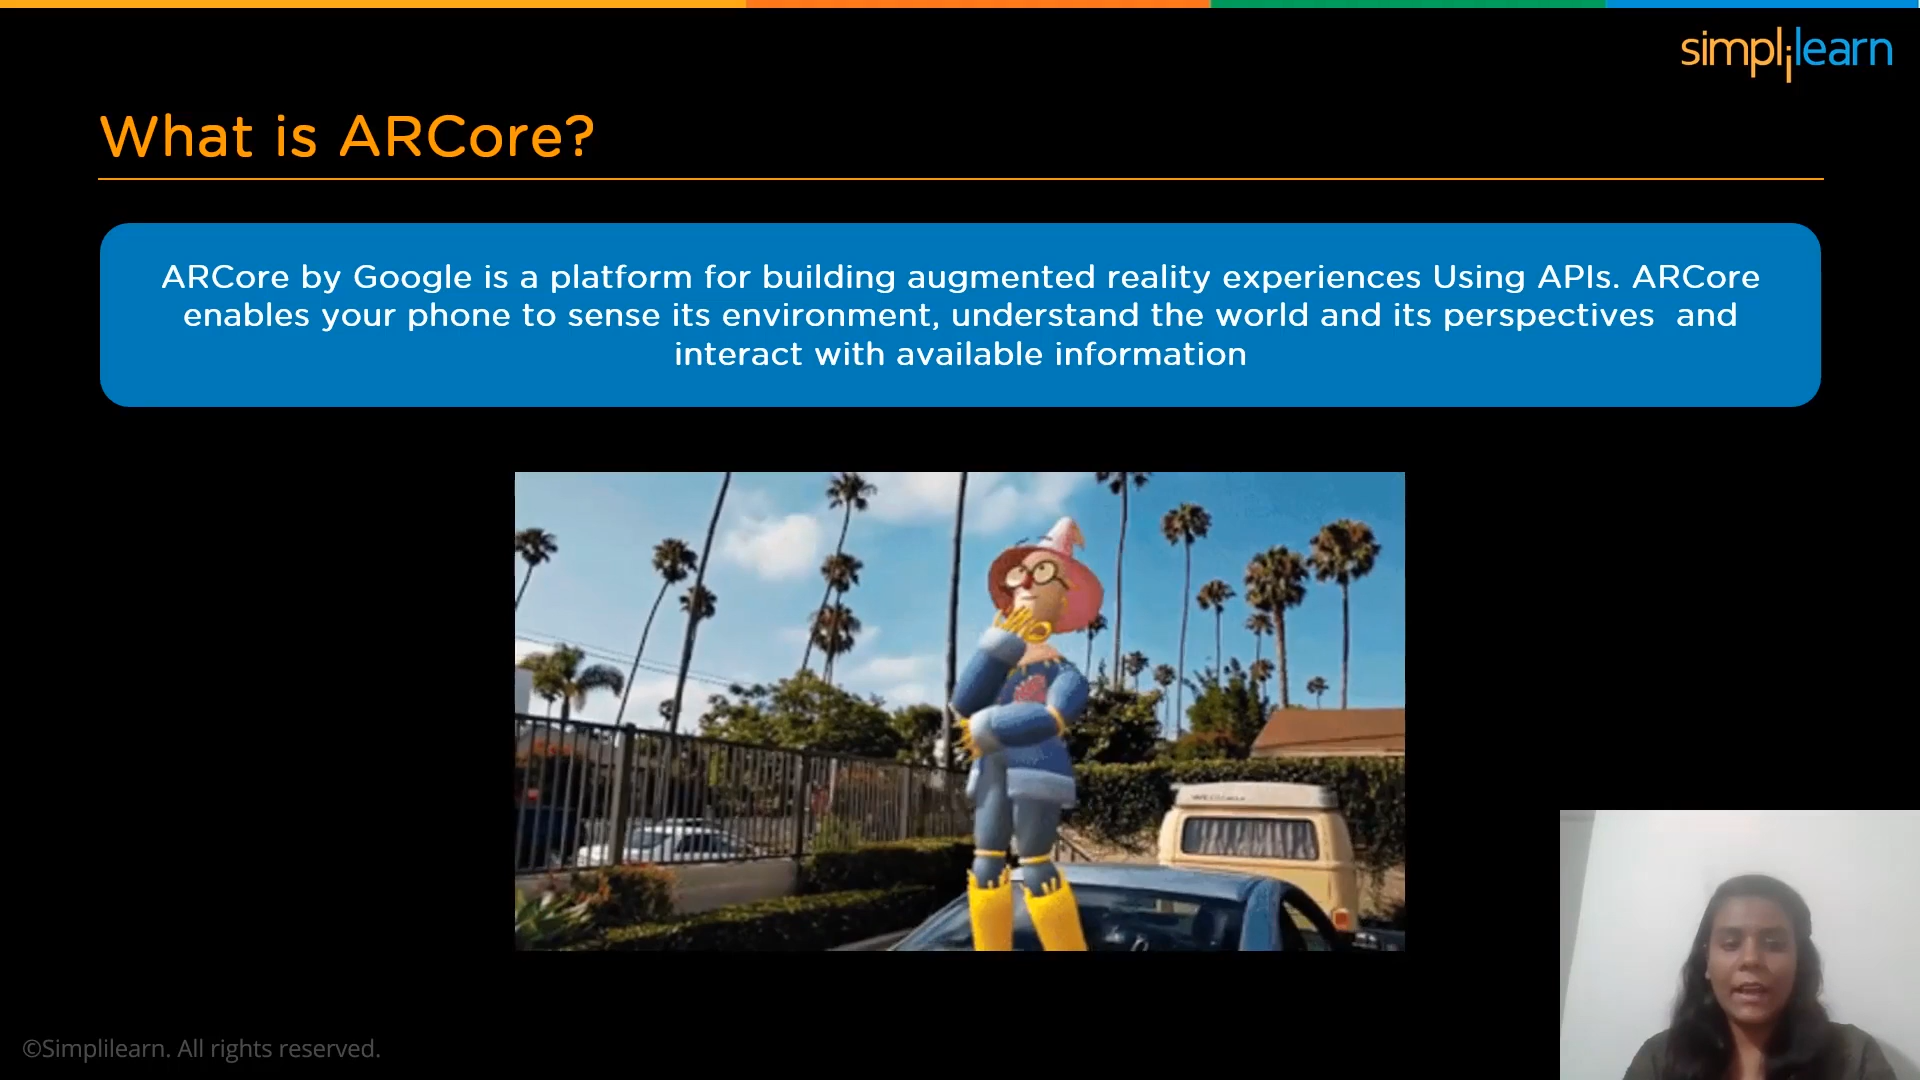 simplilearn
What is ARCore?
ARCore by Google is a platform for building augmented reality experiences Using APIs. ARCore
enables your phone to sense its environment, understand the world and its perspectives  and
interact with available information
©Simplilearn. All rights reserved.